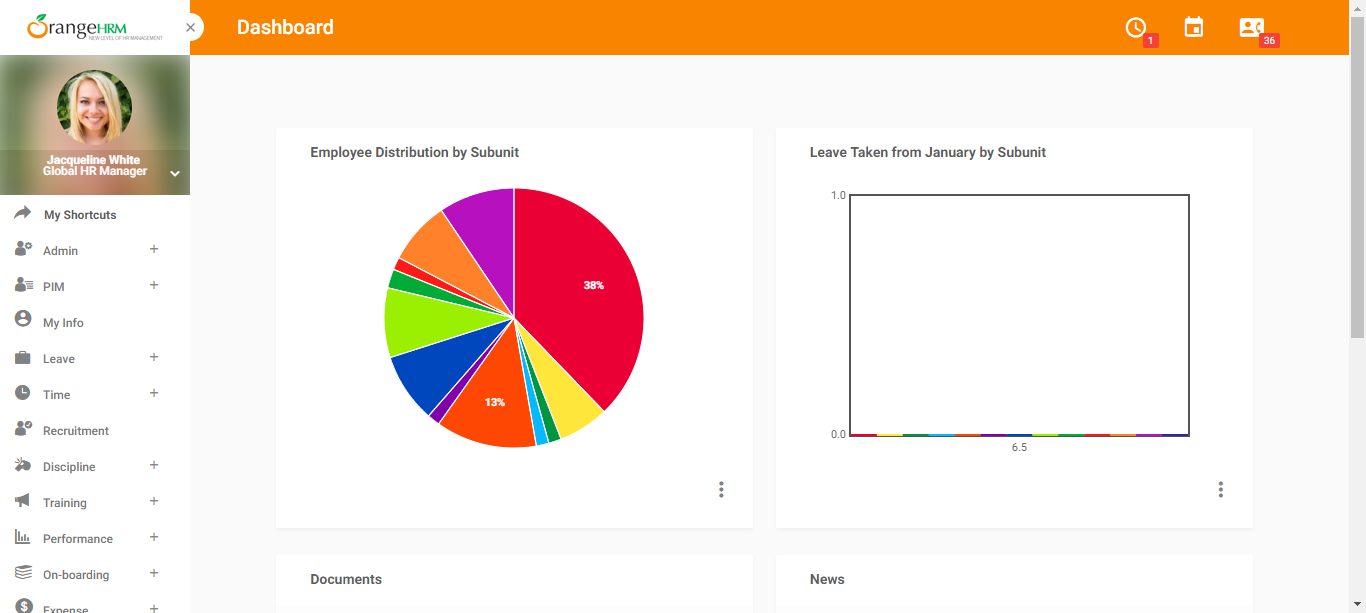 OrangeHRM
NEW LEVEL OF HR MANAGEMENT
Dashboard
1
36
Jacqueline White
Global HR Manager
My Shortcuts
Admin
PIM
My Info
Leave
Time
Recruitment
Discipline
Training
Performance
On-boarding
Expense
Employee Distribution by Subunit
38%
13%
Leave Taken from January by Subunit
1.0
0.0
6.5
Documents
News